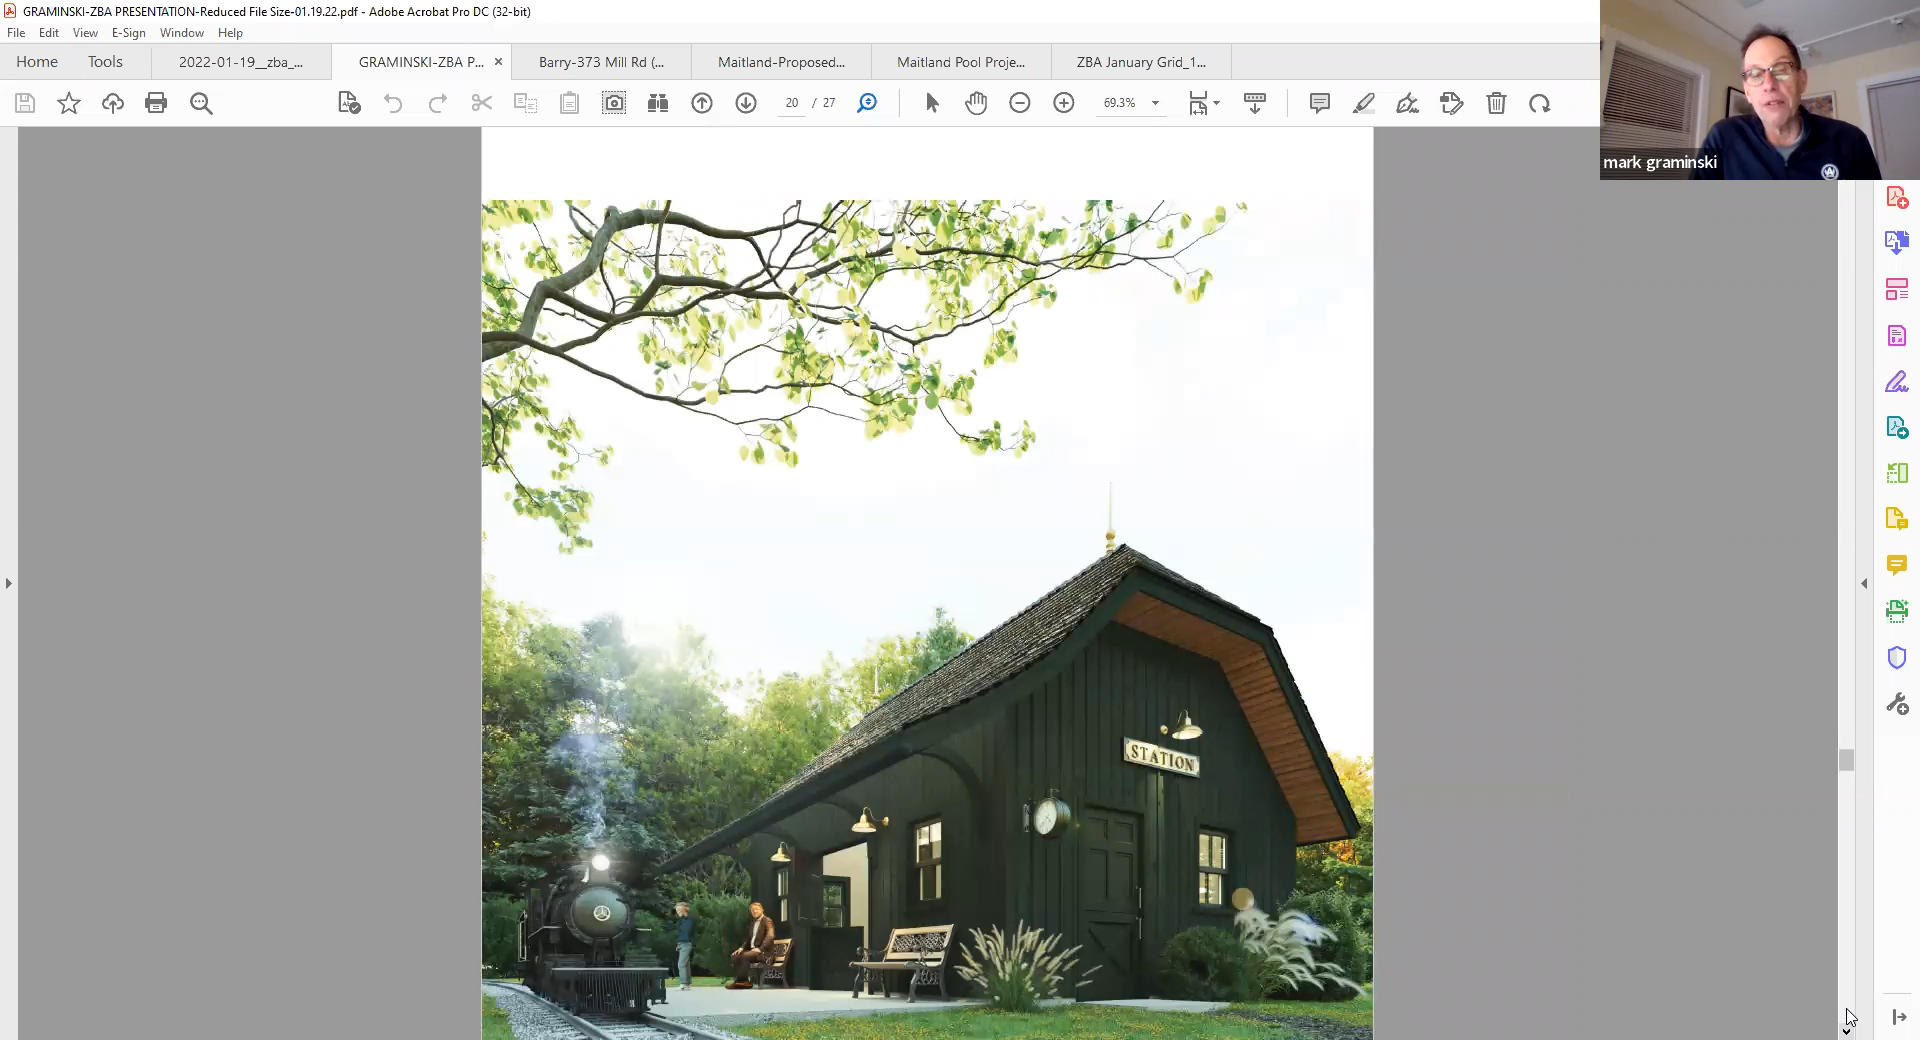 GRAMINSKI-ZBA PRESENTATION-Reduced File Size-01.19.22.pdf - Adobe Acrobat Pro DC (32-bit)
File Edit View E-Sign Window Help
Home Tools 2022-01-19__zba_... GRAMINSKI-ZBA P... × Barry-373 Mill Rd (... Maitland-Proposed... Maitland Pool Proje... ZBA January Grid_1...
20 / 27 69.3%
mark graminski
STATION